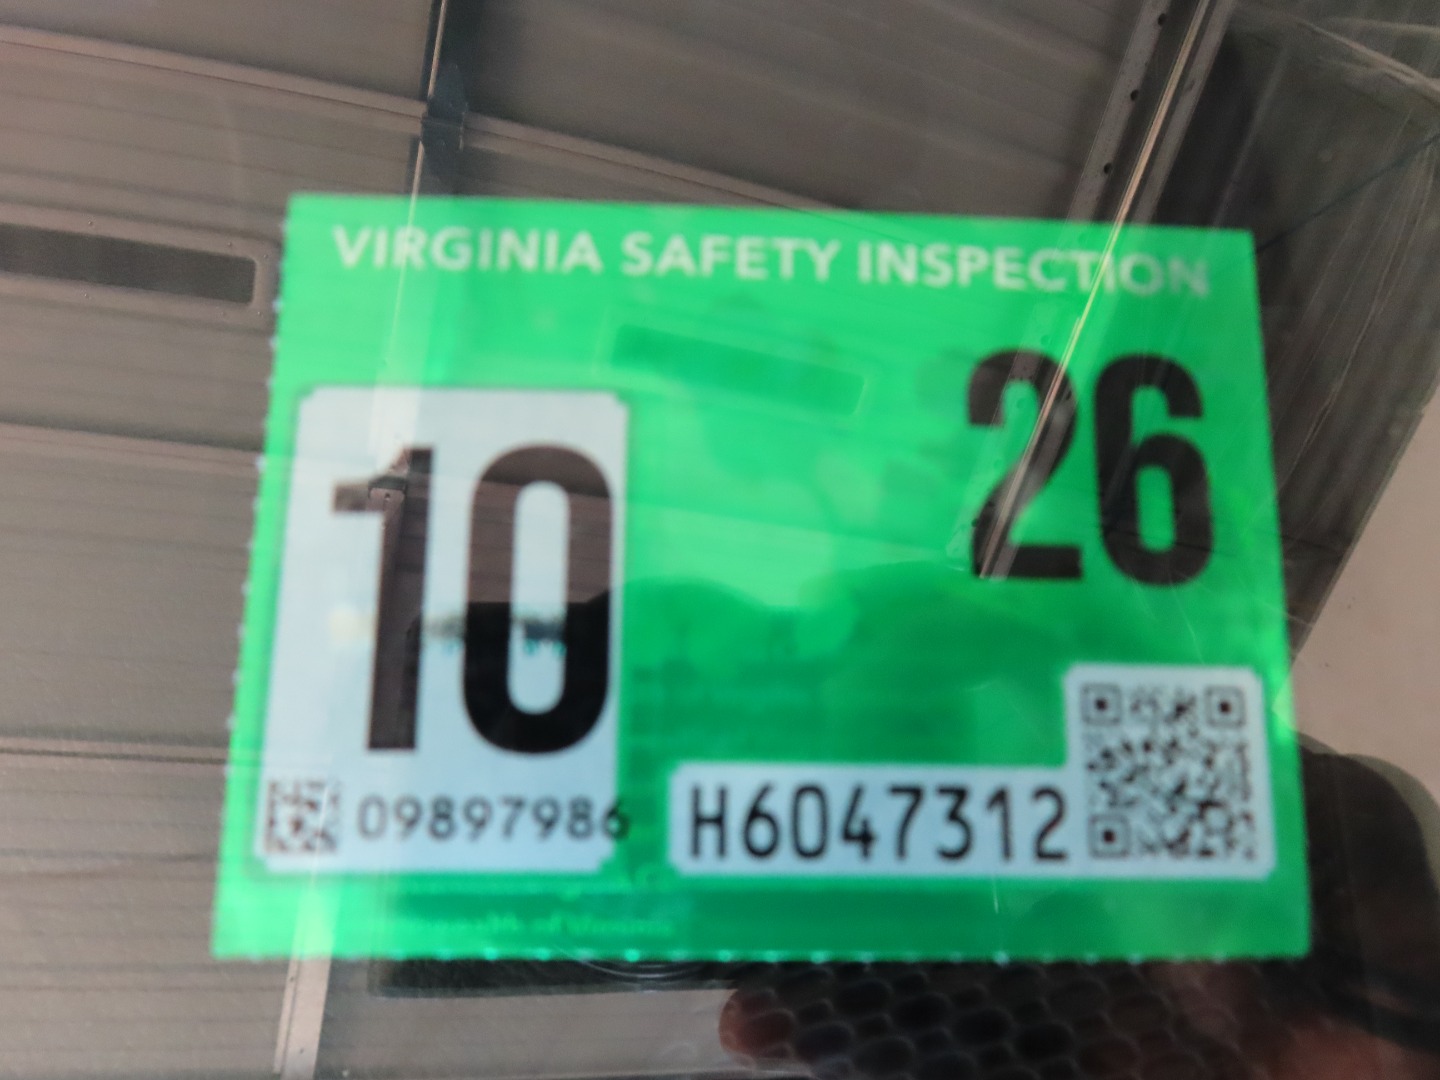 VIRGINIA SAFETY INSPECTION
26
10
09897986
H6047312